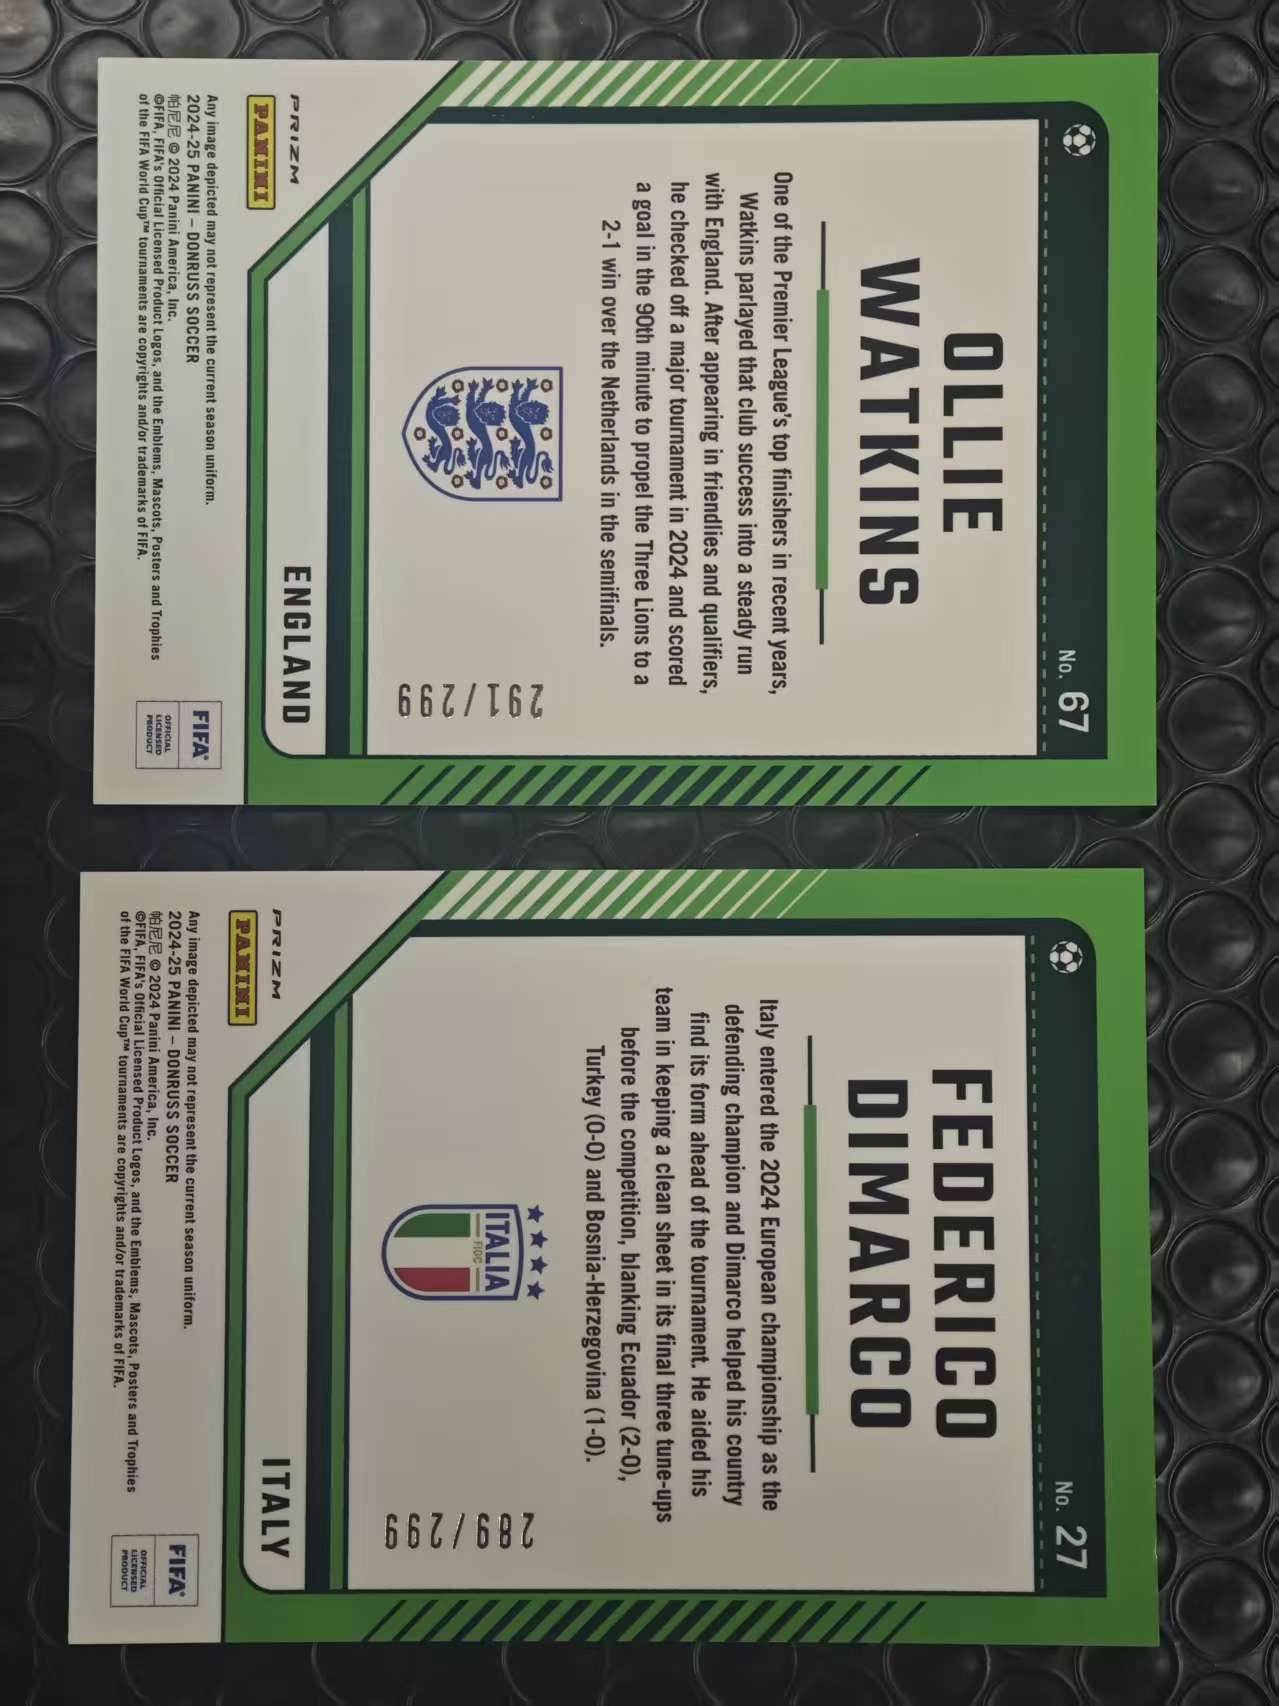 No. 67
OLLIE
WATKINS
One of the Premier League's top finishers in recent years,
Watkins parlayed that club success into a steady run
with England. After appearing in friendlies and qualifiers,
he checked off a major tournament in 2024 and scored
a goal in the 90th minute to propel the Three Lions to a
2-1 win over the Netherlands in the semifinals.
291/299
ENGLAND
PRIZM
PANINI
Any image depicted may not represent the current season uniform.
2024-25 PANINI – DONRUSS SOCCER
帕尼尼 © 2024 Panini America, Inc.
©FIFA, FIFA's Official Licensed Product Logos, and the Emblems, Mascots, Posters and Trophies
of the FIFA World Cup™ tournaments are copyrights and/or trademarks of FIFA.
FIFA®
OFFICIAL
LICENSED
PRODUCT
No. 27
FEDERICO
DIMARCO
Italy entered the 2024 European championship as the
defending champion and Dimarco helped his country
find its form ahead of the tournament. He aided his
team in keeping a clean sheet in its final three tune-ups
before the competition, blanking Ecuador (2-0),
Turkey (0-0) and Bosnia-Herzegovina (1-0).
ITALIA
FIGC
289/299
ITALY
PRIZM
PANINI
Any image depicted may not represent the current season uniform.
2024-25 PANINI – DONRUSS SOCCER
帕尼尼 © 2024 Panini America, Inc.
©FIFA, FIFA's Official Licensed Product Logos, and the Emblems, Mascots, Posters and Trophies
of the FIFA World Cup™ tournaments are copyrights and/or trademarks of FIFA.
FIFA®
OFFICIAL
LICENSED
PRODUCT